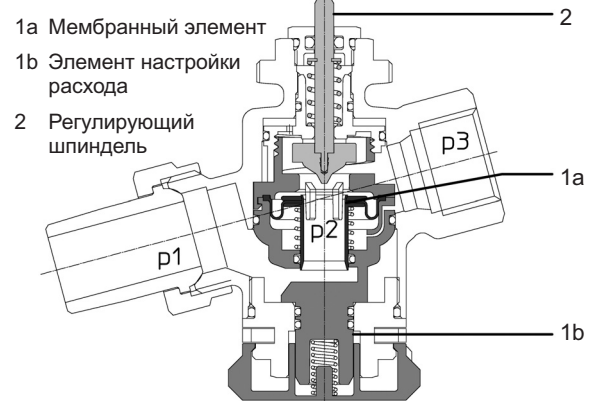 1a Мембранный элемент
1b Элемент настройки
расхода
2 Регулирующий
шпиндель
2
p3
1a
p2
p1
1b